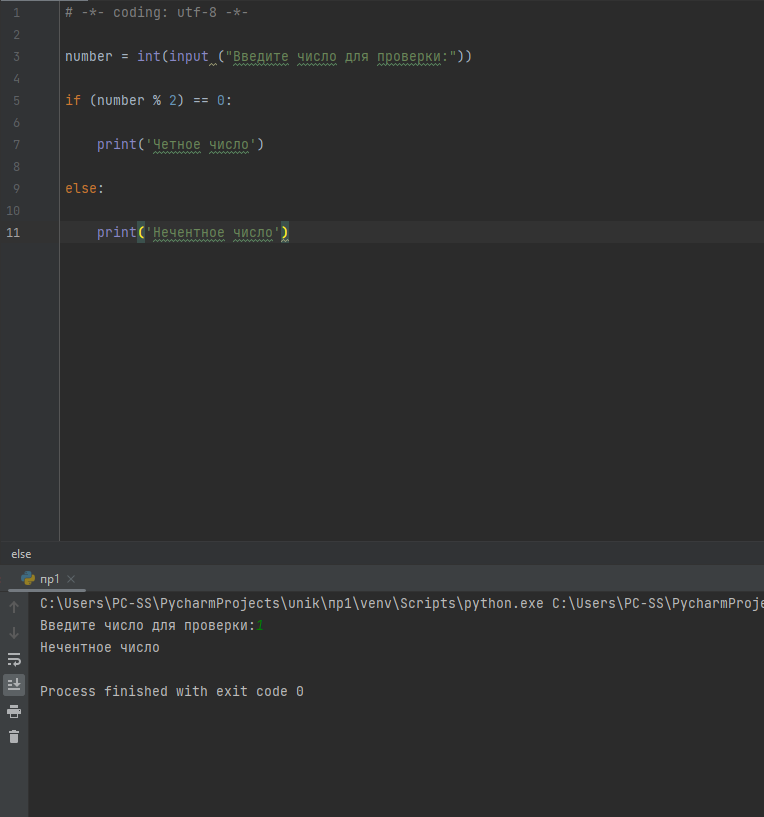 1 # -*- coding: utf-8 -*-
2
3 number = int(input ("Введите число для проверки:"))
4
5 if (number % 2) == 0:
6
7 print('Четное число')
8
9 else:
10
11 print('Нечентное число')
else
пр1
C:\Users\PC-SS\PycharmProjects\unik\пр1\venv\Scripts\python.exe C:\Users\PC-SS\PycharmProje
Введите число для проверки:1
Нечентное число
Process finished with exit code 0